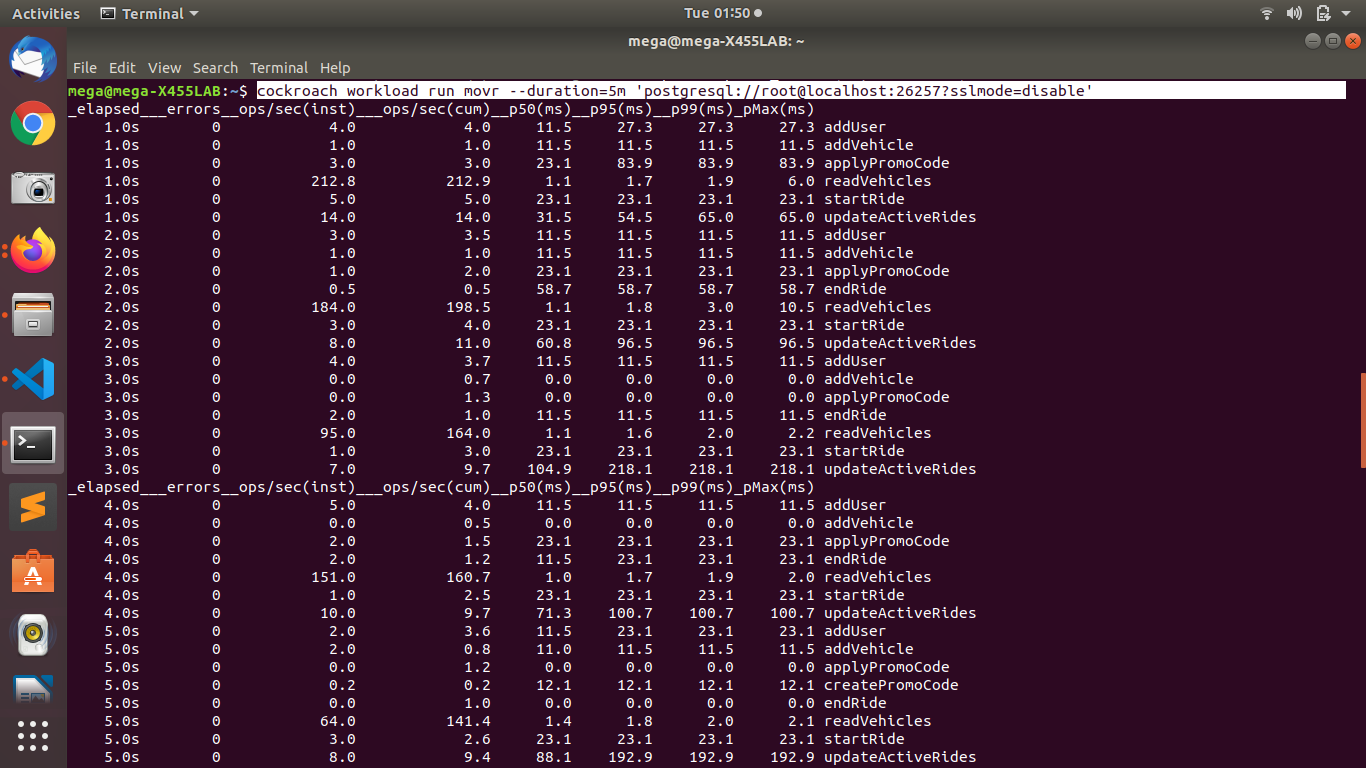 Activities Terminal Tue 01:50
mega@mega-X455LAB: ~
File Edit View Search Terminal Help
mega@mega-X455LAB:~$ cockroach workload run movr --duration=5m 'postgresql://root@localhost:26257?sslmode=disable'
_elapsed___errors__ops/sec(inst)___ops/sec(cum)__p50(ms)__p95(ms)__p99(ms)_pMax(ms)
1.0s 0 4.0 4.0 11.5 27.3 27.3 27.3 addUser
1.0s 0 1.0 1.0 11.5 11.5 11.5 11.5 addVehicle
1.0s 0 3.0 3.0 23.1 83.9 83.9 83.9 applyPromoCode
1.0s 0 212.8 212.9 1.1 1.7 1.9 6.0 readVehicles
1.0s 0 5.0 5.0 23.1 23.1 23.1 23.1 startRide
1.0s 0 14.0 14.0 31.5 54.5 65.0 65.0 updateActiveRides
2.0s 0 3.0 3.5 11.5 11.5 11.5 11.5 addUser
2.0s 0 1.0 1.0 11.5 11.5 11.5 11.5 addVehicle
2.0s 0 1.0 2.0 23.1 23.1 23.1 23.1 applyPromoCode
2.0s 0 0.5 0.5 58.7 58.7 58.7 58.7 endRide
2.0s 0 184.0 198.5 1.1 1.8 3.0 10.5 readVehicles
2.0s 0 3.0 4.0 23.1 23.1 23.1 23.1 startRide
2.0s 0 8.0 11.0 60.8 96.5 96.5 96.5 updateActiveRides
3.0s 0 4.0 3.7 11.5 11.5 11.5 11.5 addUser
3.0s 0 0.0 0.7 0.0 0.0 0.0 0.0 addVehicle
3.0s 0 0.0 1.3 0.0 0.0 0.0 0.0 applyPromoCode
3.0s 0 2.0 1.0 11.5 11.5 11.5 11.5 endRide
3.0s 0 95.0 164.0 1.1 1.6 2.0 2.2 readVehicles
3.0s 0 1.0 3.0 23.1 23.1 23.1 23.1 startRide
3.0s 0 7.0 9.7 104.9 218.1 218.1 218.1 updateActiveRides
_elapsed___errors__ops/sec(inst)___ops/sec(cum)__p50(ms)__p95(ms)__p99(ms)_pMax(ms)
4.0s 0 5.0 4.0 11.5 11.5 11.5 11.5 addUser
4.0s 0 0.0 0.5 0.0 0.0 0.0 0.0 addVehicle
4.0s 0 2.0 1.5 23.1 23.1 23.1 23.1 applyPromoCode
4.0s 0 2.0 1.2 11.5 23.1 23.1 23.1 endRide
4.0s 0 151.0 160.7 1.0 1.7 1.9 2.0 readVehicles
4.0s 0 1.0 2.5 23.1 23.1 23.1 23.1 startRide
4.0s 0 10.0 9.7 71.3 100.7 100.7 100.7 updateActiveRides
5.0s 0 2.0 3.6 11.5 23.1 23.1 23.1 addUser
5.0s 0 2.0 0.8 11.0 11.5 11.5 11.5 addVehicle
5.0s 0 0.0 1.2 0.0 0.0 0.0 0.0 applyPromoCode
5.0s 0 0.2 0.2 12.1 12.1 12.1 12.1 createPromoCode
5.0s 0 0.0 1.0 0.0 0.0 0.0 0.0 endRide
5.0s 0 64.0 141.4 1.4 1.8 2.0 2.1 readVehicles
5.0s 0 3.0 2.6 23.1 23.1 23.1 23.1 startRide
5.0s 0 8.0 9.4 88.1 192.9 192.9 192.9 updateActiveRides